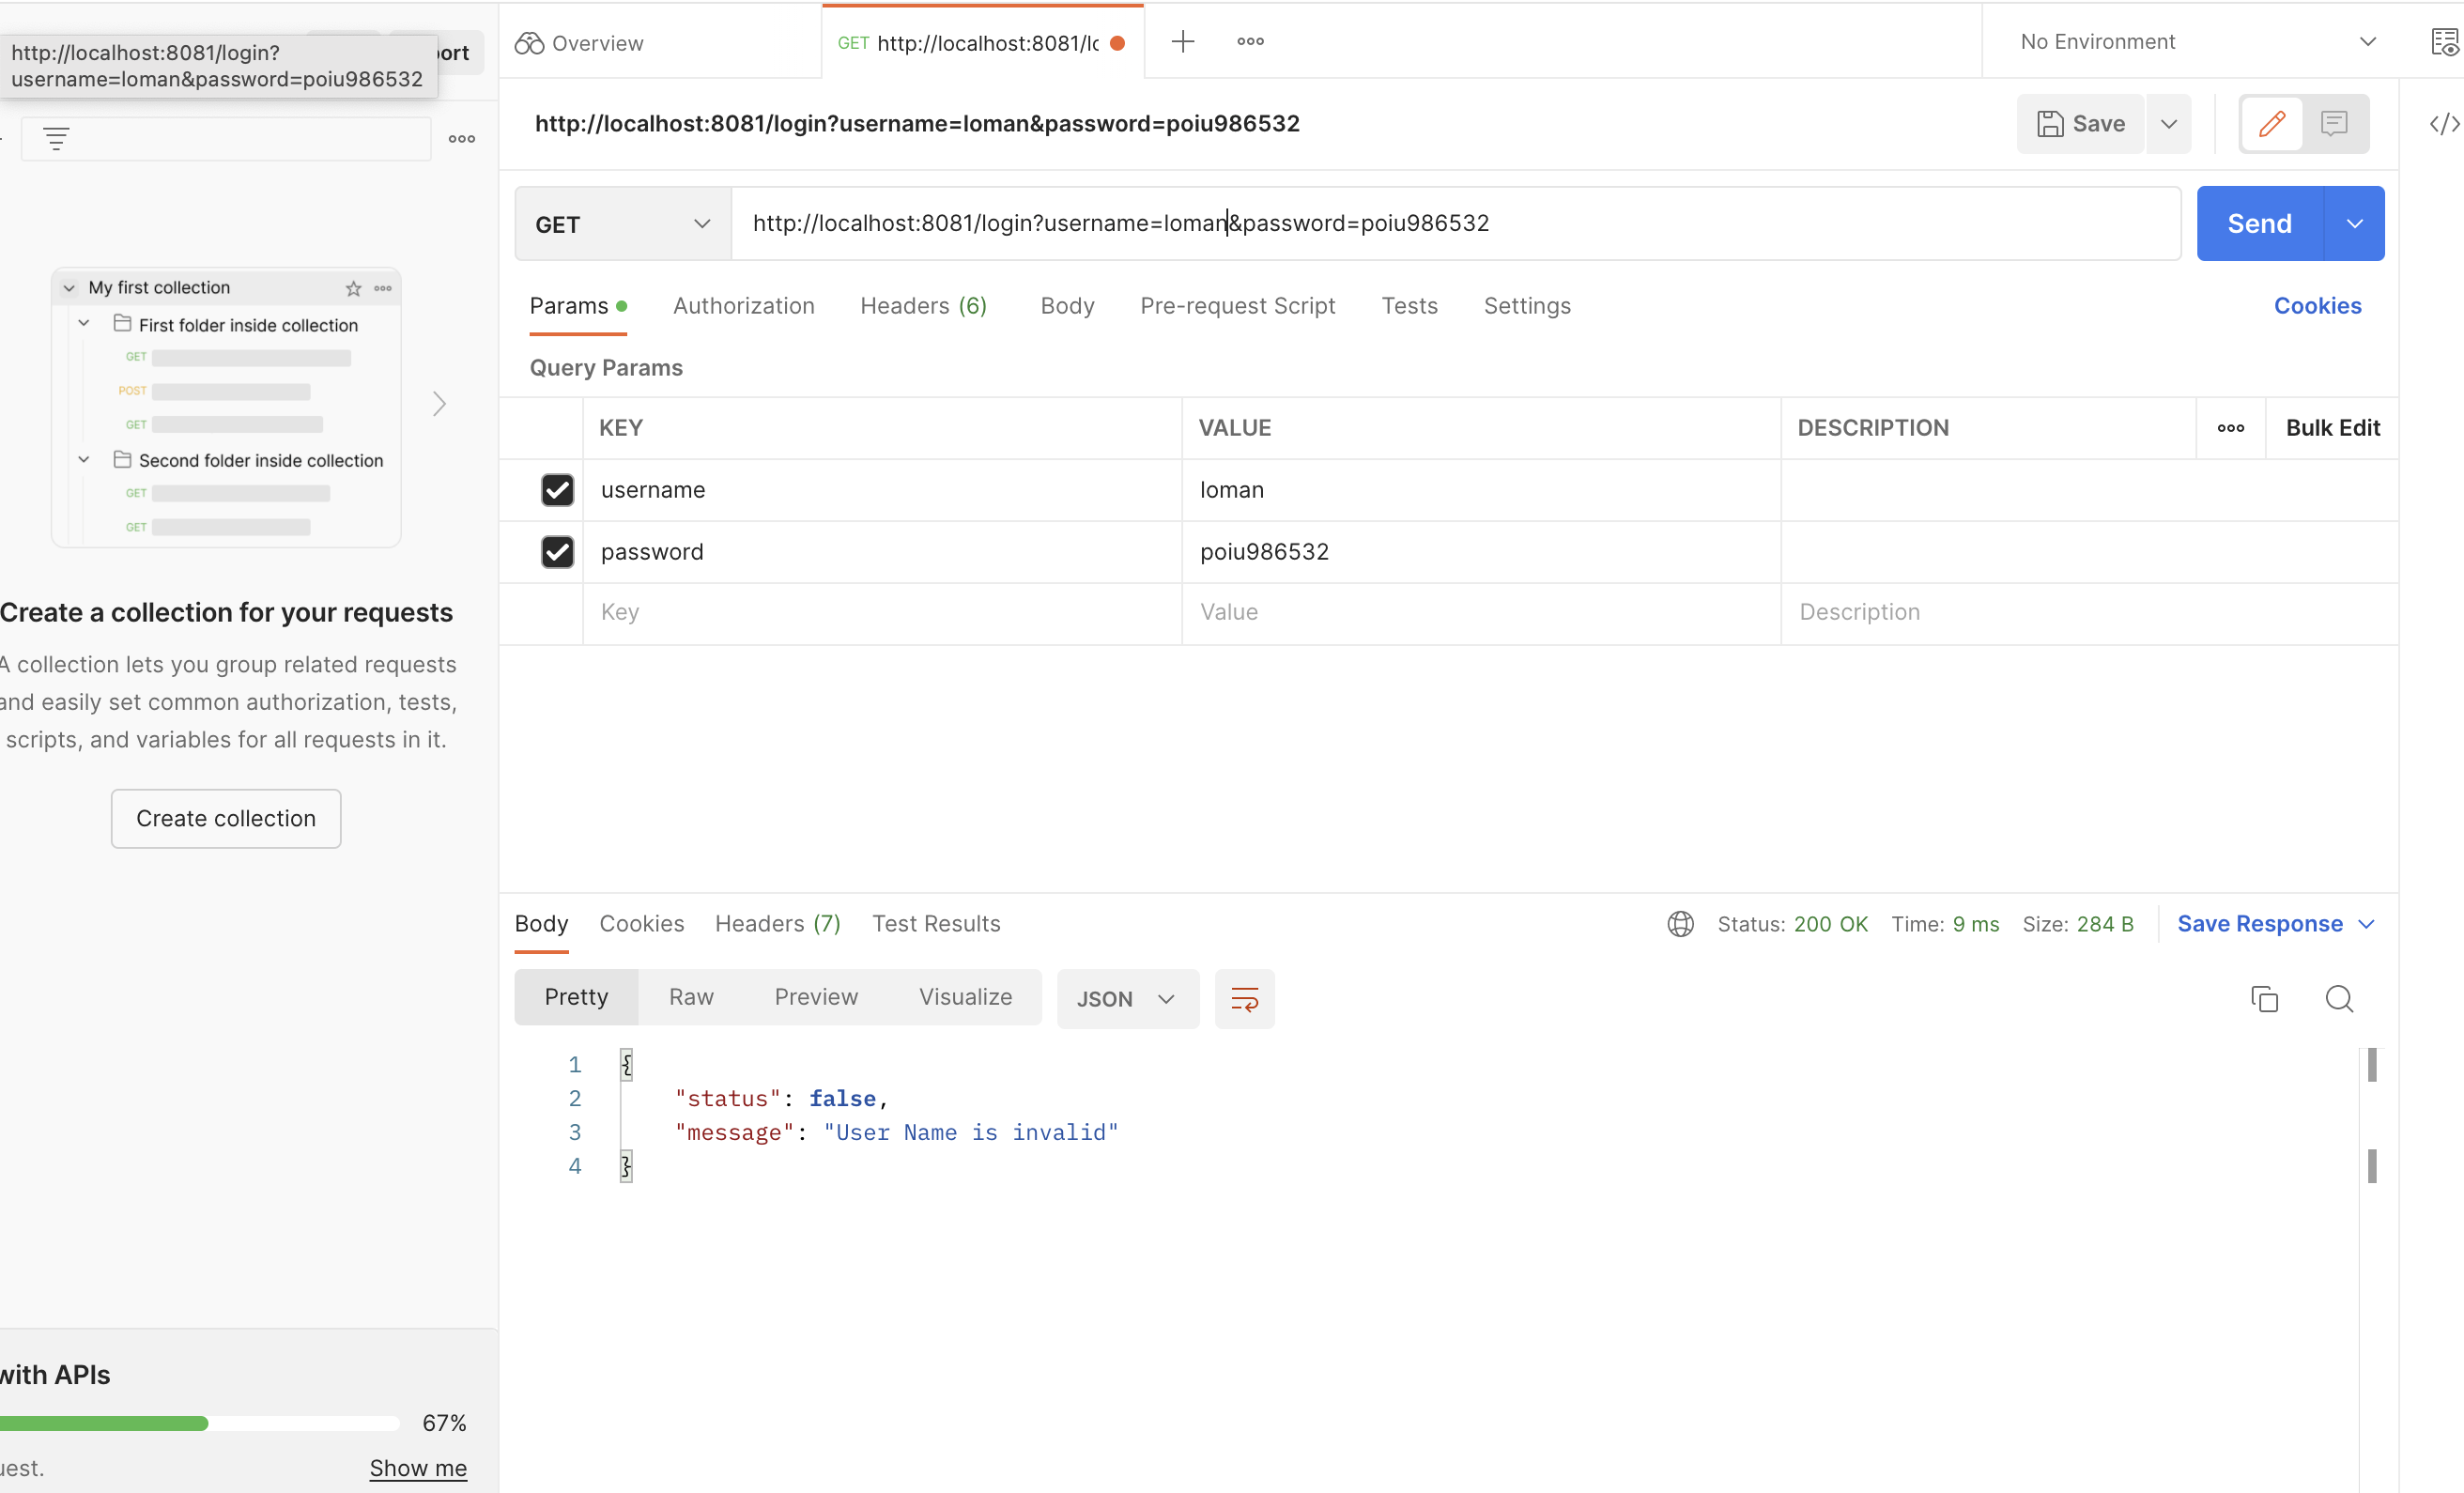 http://localhost:8081/login?
username=loman&password=poiu986532
ort
My first collection
First folder inside collection
GET
POST
GET
Second folder inside collection
GET
GET
Create a collection for your requests
A collection lets you group related requests
and easily set common authorization, tests,
scripts, and variables for all requests in it.
Create collection
with APIs
67%
uest.
Show me
Overview
GET http://localhost:8081/lo
No Environment
http://localhost:8081/login?username=loman&password=poiu986532
Save
GET
http://localhost:8081/login?username=loman&password=poiu986532
Send
Params
Authorization
Headers (6)
Body
Pre-request Script
Tests
Settings
Cookies
Query Params
KEY VALUE DESCRIPTION Bulk Edit
username loman
password poiu986532
Key Value Description
Body Cookies Headers (7) Test Results
Status: 200 OK Time: 9 ms Size: 284 B Save Response
Pretty Raw Preview Visualize JSON
1 {
2 "status": false,
3 "message": "User Name is invalid"
4 }